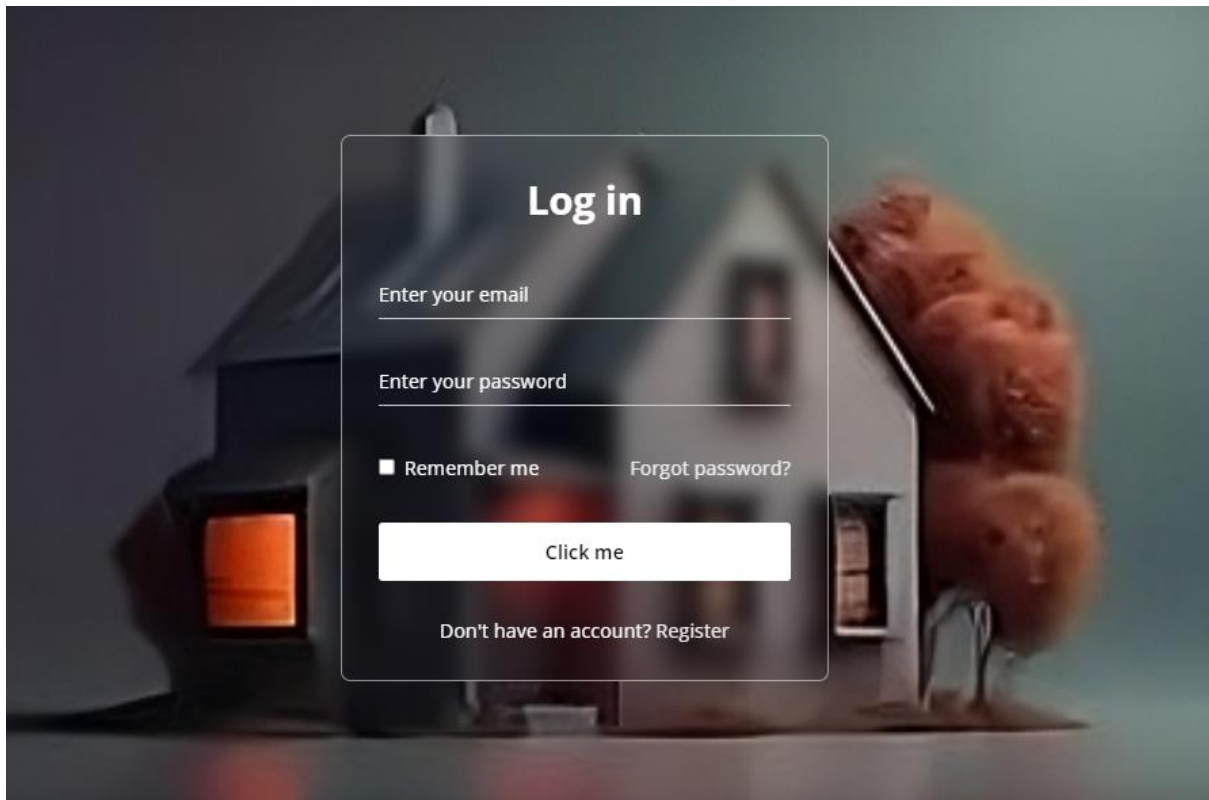 Log in
Enter your email
Enter your password
Remember me Forgot password?
Click me
Don't have an account? Register